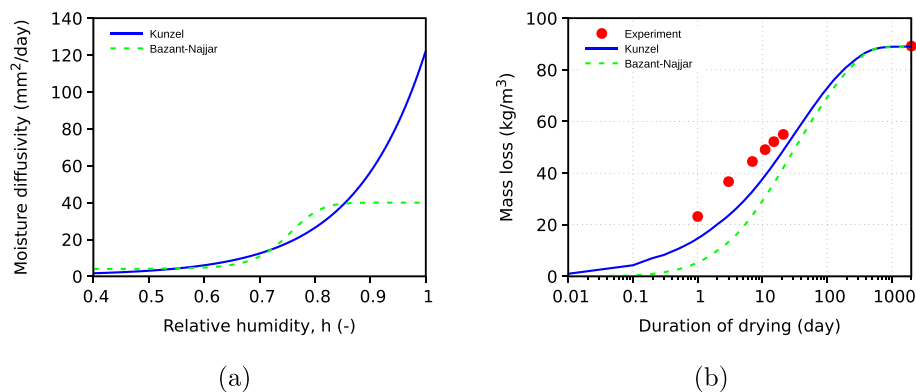 140
120
100
80
60
40
20
0
Moisture diffusivity (mm²/day)
Kunzel
Bazant-Najjar
0.4 0.5 0.6 0.7 0.8 0.9 1
Relative humidity, h (-)
(a)
100
80
60
40
20
0
Mass loss (kg/m³)
Experiment
Kunzel
Bazant-Najjar
0.01 0.1 1 10 100 1000
Duration of drying (day)
(b)